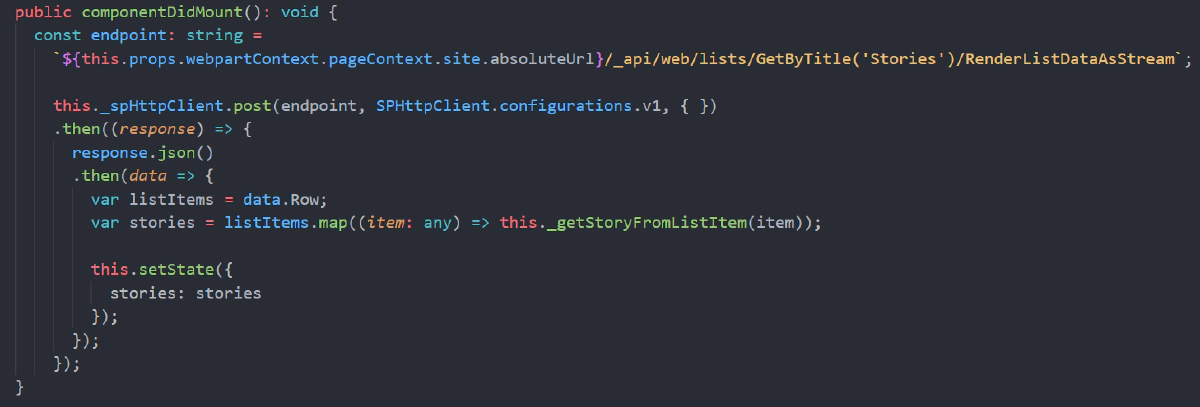 public componentDidMount(): void {
const endpoint: string =
`${this.props.webpartContext.pageContext.site.absoluteUrl}/_api/web/lists/GetByTitle('Stories')/RenderListDataAsStream`;
this._spHttpClient.post(endpoint, SPHttpClient.configurations.v1, { })
.then((response) => {
response.json()
.then(data => {
var listItems = data.Row;
var stories = listItems.map((item: any) => this._getStoryFromListItem(item));
this.setState({
stories: stories
});
});
});
}